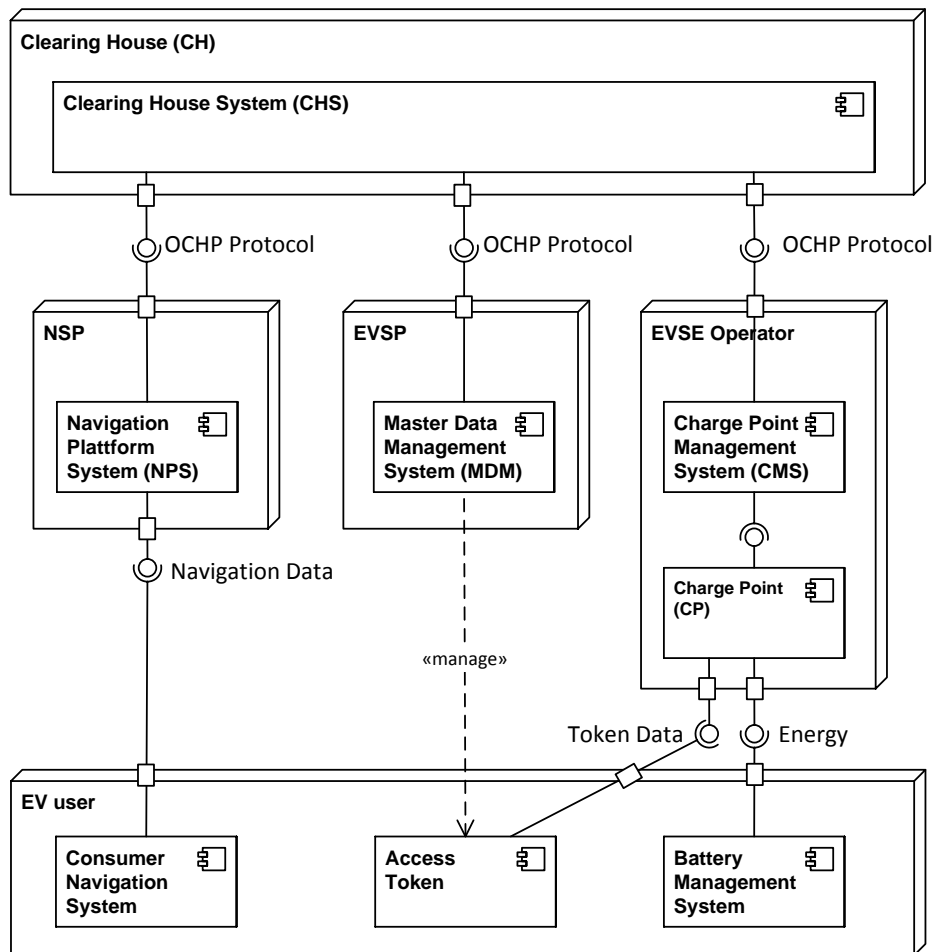 Clearing House (CH)
Clearing House System (CHS)
OCHP Protocol
OCHP Protocol
OCHP Protocol
NSP
EVSP
EVSE Operator
Navigation
Plattform
System (NPS)
Master Data
Management
System (MDM)
Charge Point
Management
System (CMS)
Navigation Data
Charge Point
(CP)
«manage»
Token Data
Energy
EV user
Consumer
Navigation
System
Access
Token
Battery
Management
System